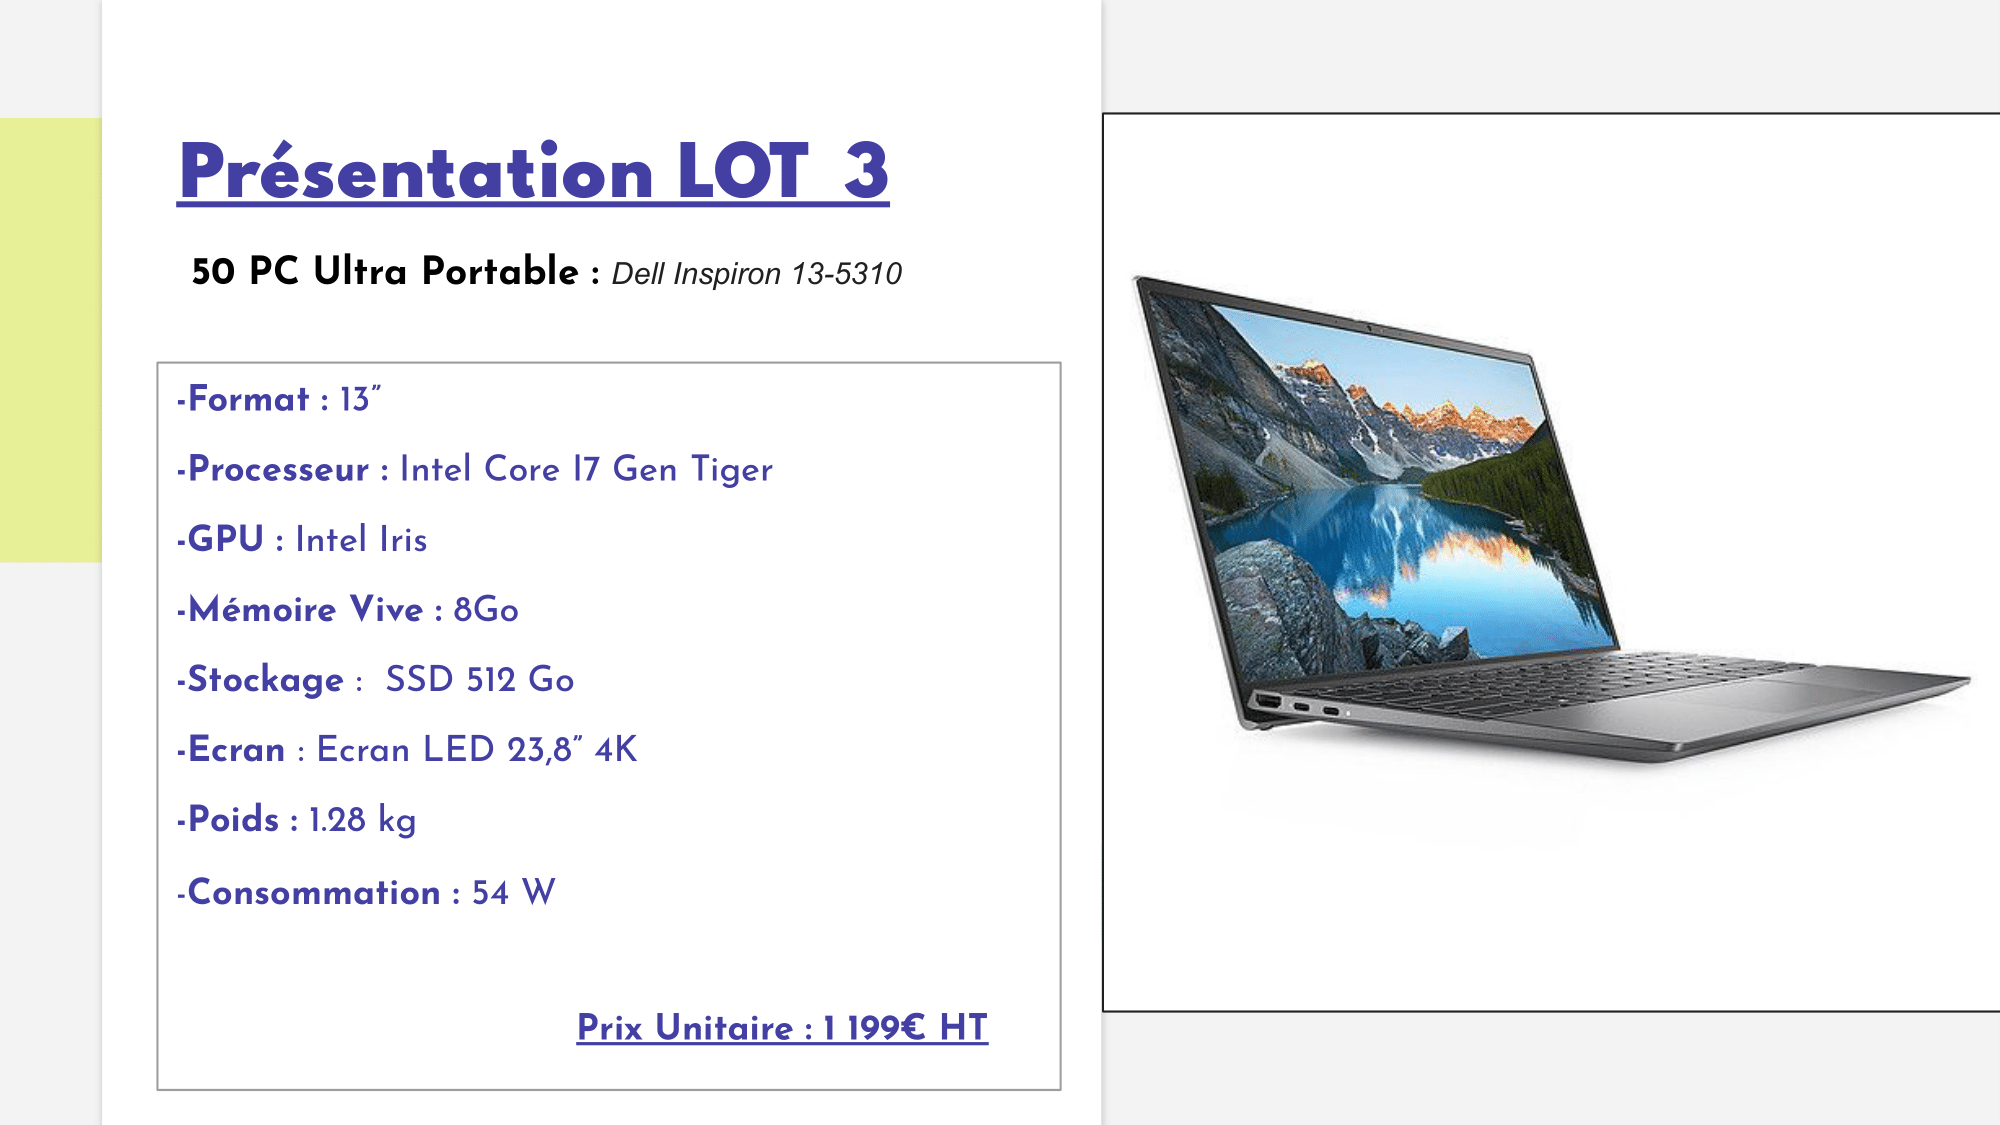 Présentation LOT 3
50 PC Ultra Portable : Dell Inspiron 13-5310
-Format : 13”
-Processeur : Intel Core I7 Gen Tiger
-GPU : Intel Iris
-Mémoire Vive : 8Go
-Stockage :  SSD 512 Go
-Ecran : Ecran LED 23,8” 4K
-Poids : 1.28 kg
-Consommation : 54 W
Prix Unitaire : 1 199€ HT